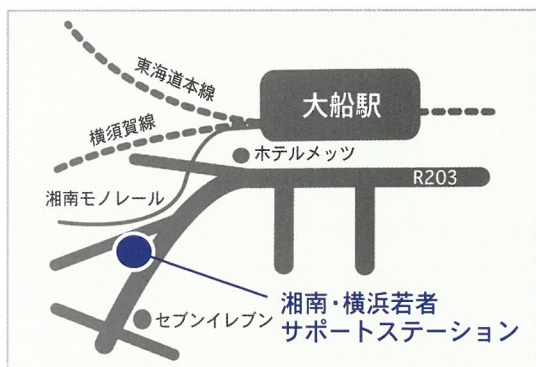 東海道本線
大船駅
横須賀線
ホテルメッツ
湘南モノレール
R203
湘南・横浜若者
サポートステーション
セブンイレブン